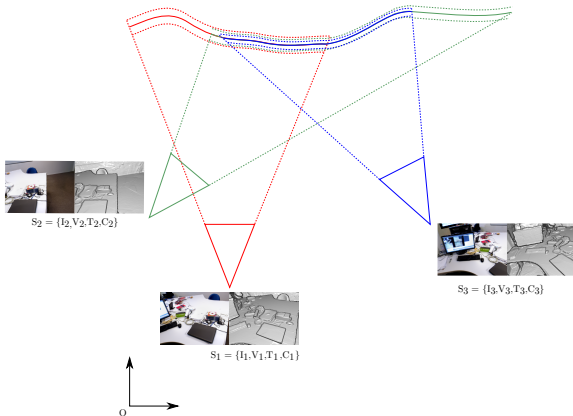 S₂ = {I₂,V₂,T₂,C₂}
S₃ = {I₃,V₃,T₃,C₃}
S₁ = {I₁,V₁,T₁,C₁}
O